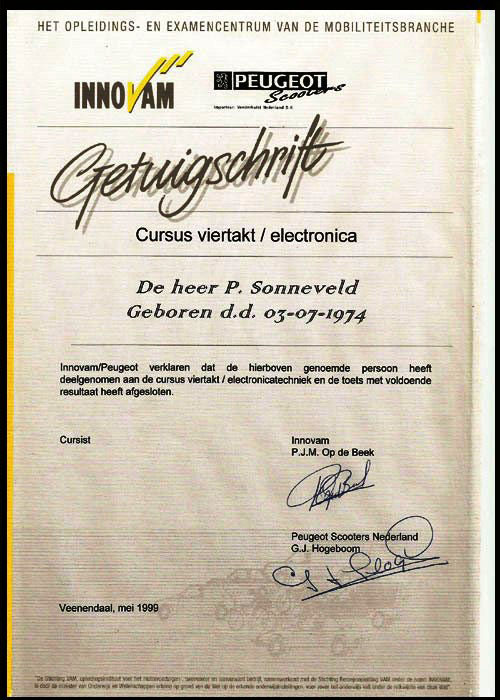 HET OPLEIDINGS- EN EXAMENCENTRUM VAN DE MOBILITEITSBRANCHE
INNOVAM
PEUGEOT
Scooters
Getuigschrift
Cursus viertakt / electronica
De heer P. Sonneveld
Geboren d.d. 03-07-1974
Innovam/Peugeot verklaren dat de hierboven genoemde persoon heeft
deelgenomen aan de cursus viertakt / electronicatechniek en de toets met voldoende
resultaat heeft afgesloten.
Cursist
Innovam
P.J.M. Op de Beek
Peugeot Scooters Nederland
G.J. Hogeboom
Veenendaal, mei 1999